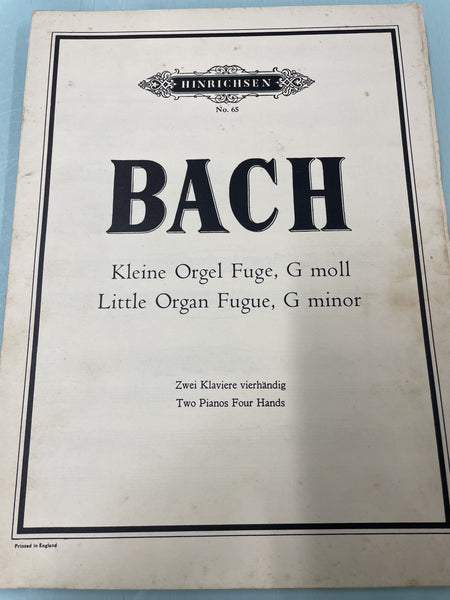 HINRICHSEN
No. 65
BACH
Kleine Orgel Fuge, G moll
Little Organ Fugue, G minor
Zwei Klaviere vierhändig
Two Pianos Four Hands
Printed in England